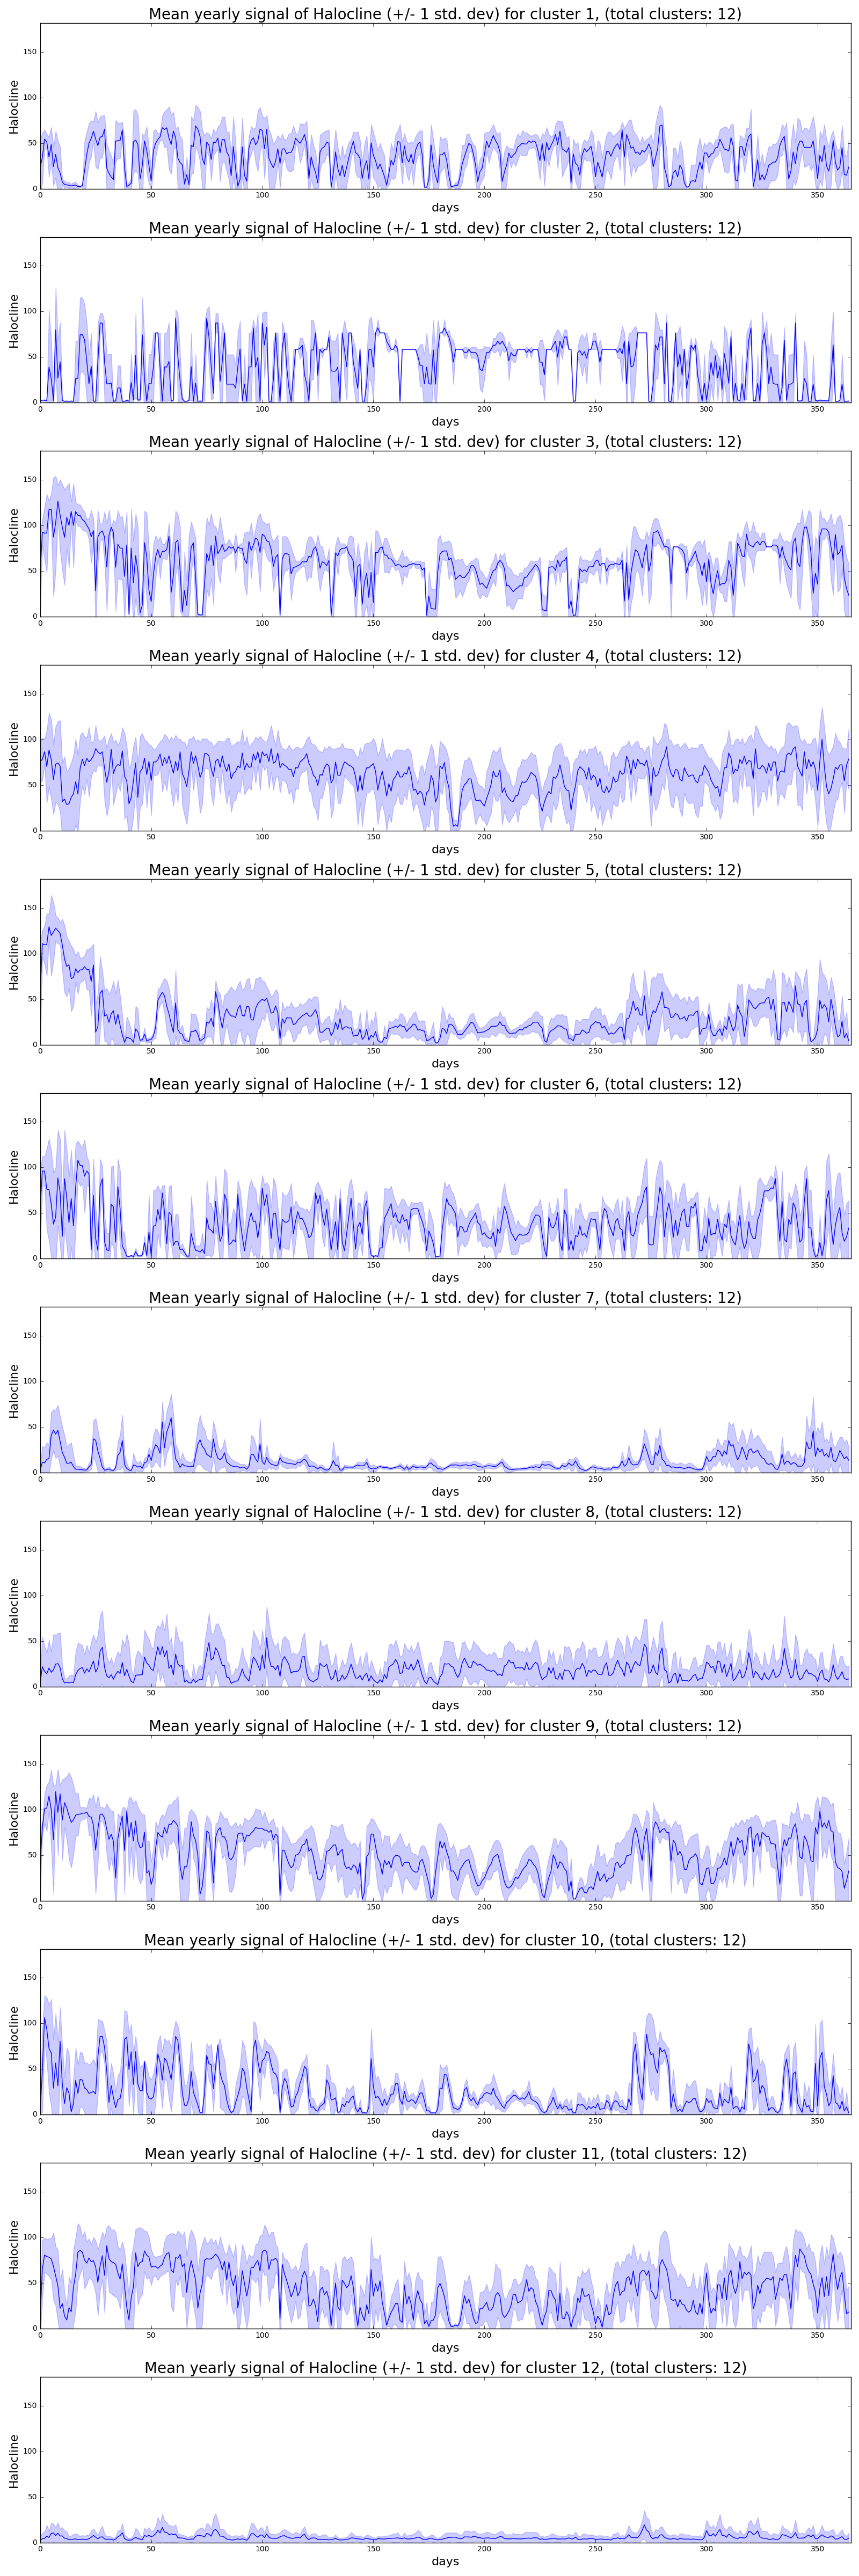 Mean yearly signal of Halocline (+/- 1 std. dev) for cluster 1, (total clusters: 12)
150
100
50
0
Halocline
0 50 100 150 200 250 300 350
days
Mean yearly signal of Halocline (+/- 1 std. dev) for cluster 2, (total clusters: 12)
150
100
50
0
Halocline
0 50 100 150 200 250 300 350
days
Mean yearly signal of Halocline (+/- 1 std. dev) for cluster 3, (total clusters: 12)
150
100
50
0
Halocline
0 50 100 150 200 250 300 350
days
Mean yearly signal of Halocline (+/- 1 std. dev) for cluster 4, (total clusters: 12)
150
100
50
0
Halocline
0 50 100 150 200 250 300 350
days
Mean yearly signal of Halocline (+/- 1 std. dev) for cluster 5, (total clusters: 12)
150
100
50
0
Halocline
0 50 100 150 200 250 300 350
days
Mean yearly signal of Halocline (+/- 1 std. dev) for cluster 6, (total clusters: 12)
150
100
50
0
Halocline
0 50 100 150 200 250 300 350
days
Mean yearly signal of Halocline (+/- 1 std. dev) for cluster 7, (total clusters: 12)
150
100
50
0
Halocline
0 50 100 150 200 250 300 350
days
Mean yearly signal of Halocline (+/- 1 std. dev) for cluster 8, (total clusters: 12)
150
100
50
0
Halocline
0 50 100 150 200 250 300 350
days
Mean yearly signal of Halocline (+/- 1 std. dev) for cluster 9, (total clusters: 12)
150
100
50
0
Halocline
0 50 100 150 200 250 300 350
days
Mean yearly signal of Halocline (+/- 1 std. dev) for cluster 10, (total clusters: 12)
150
100
50
0
Halocline
0 50 100 150 200 250 300 350
days
Mean yearly signal of Halocline (+/- 1 std. dev) for cluster 11, (total clusters: 12)
150
100
50
0
Halocline
0 50 100 150 200 250 300 350
days
Mean yearly signal of Halocline (+/- 1 std. dev) for cluster 12, (total clusters: 12)
150
100
50
0
Halocline
0 50 100 150 200 250 300 350
days